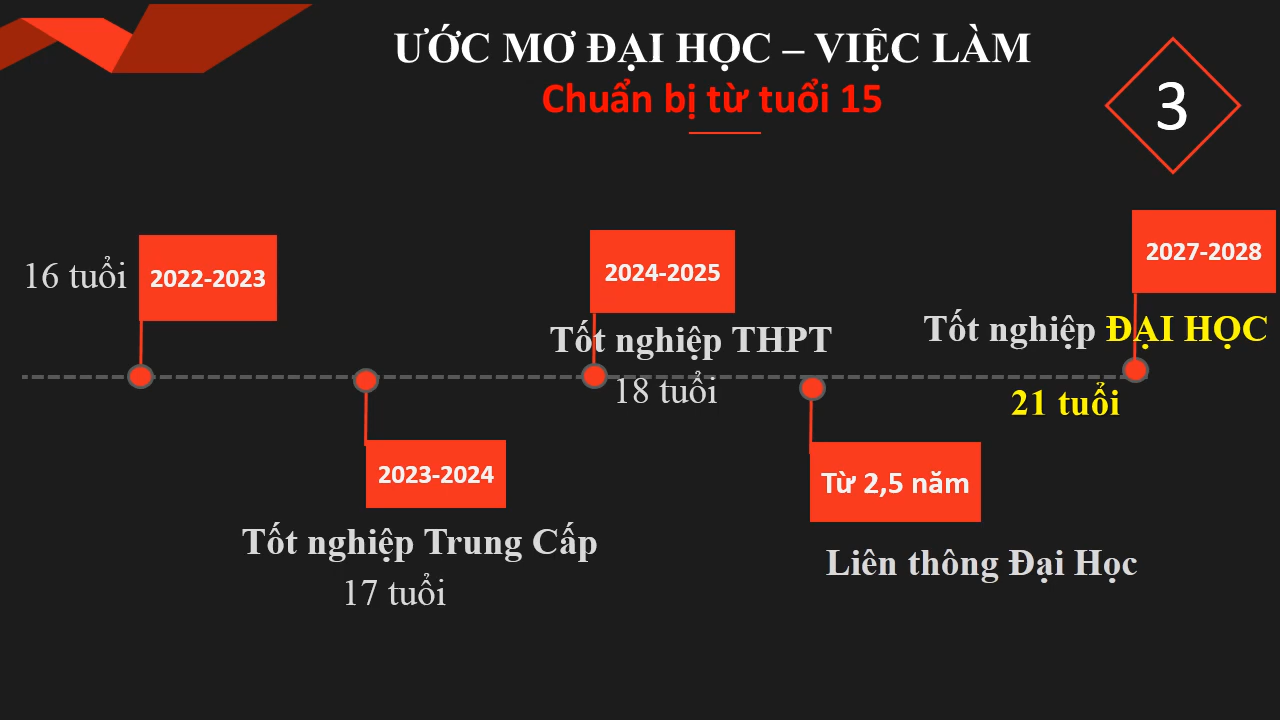 ƯỚC MƠ ĐẠI HỌC – VIỆC LÀM
Chuẩn bị từ tuổi 15
3
16 tuổi
2022-2023
2023-2024
Tốt nghiệp Trung Cấp
17 tuổi
2024-2025
Tốt nghiệp THPT
18 tuổi
Từ 2,5 năm
Liên thông Đại Học
2027-2028
Tốt nghiệp ĐẠI HỌC
21 tuổi